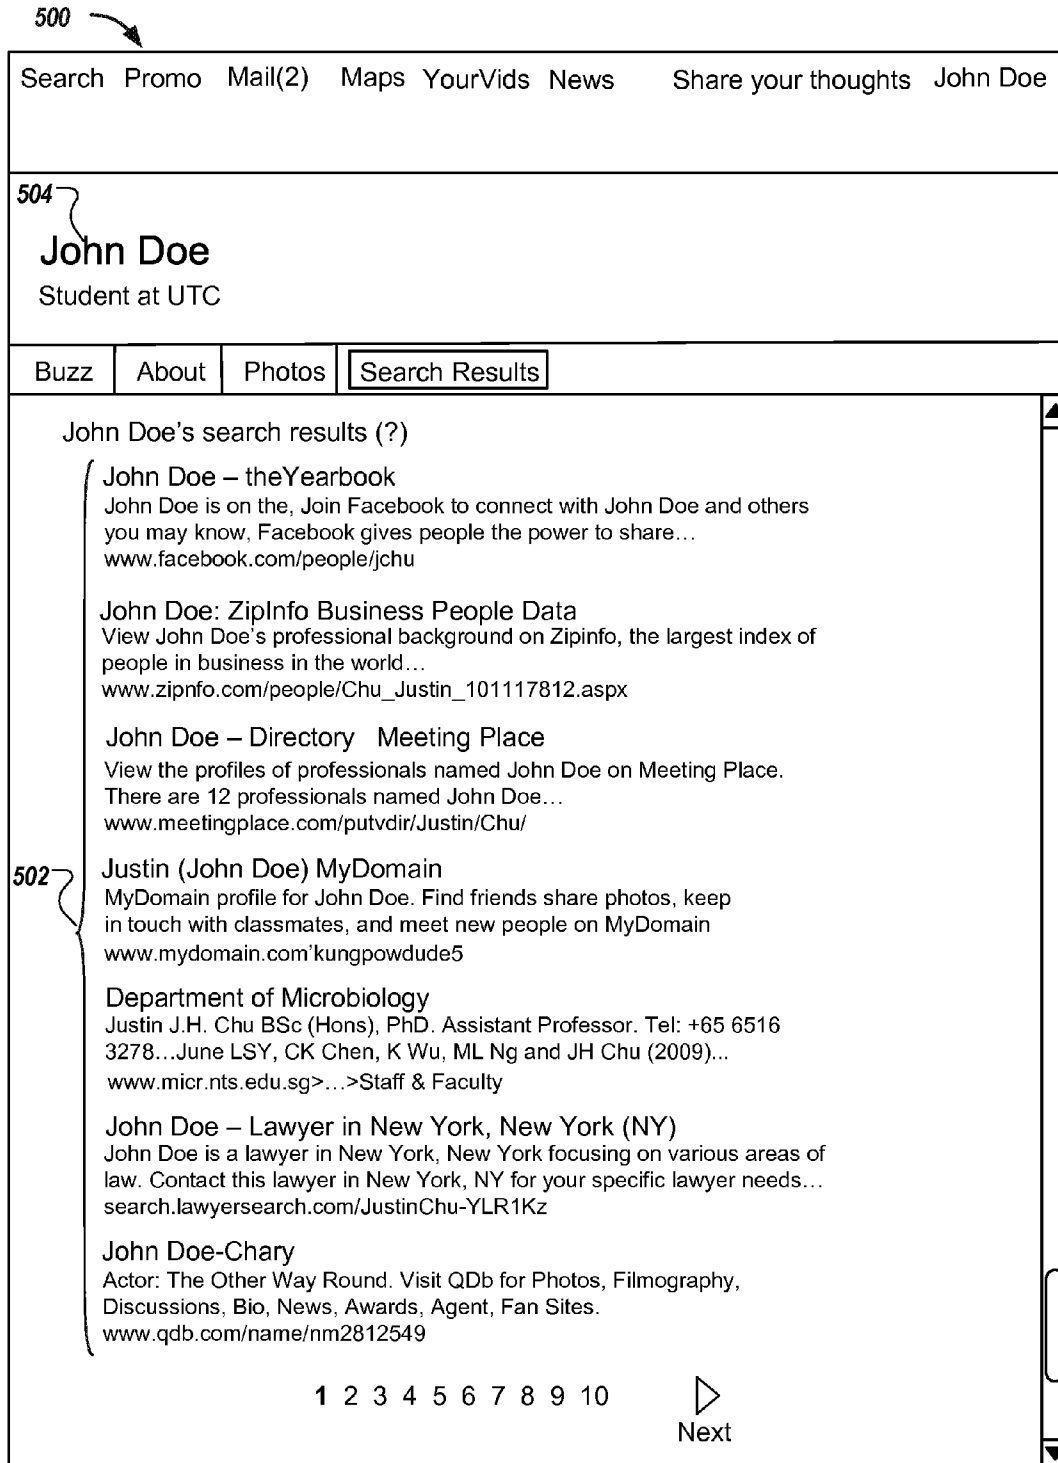 500
Search Promo Mail(2) Maps YourVids News Share your thoughts John Doe
504
John Doe
Student at UTC
Buzz About Photos Search Results
John Doe's search results (?)
John Doe – theYearbook
John Doe is on the, Join Facebook to connect with John Doe and others
you may know, Facebook gives people the power to share...
www.facebook.com/people/jchu
John Doe: ZipInfo Business People Data
View John Doe's professional background on Zipinfo, the largest index of
people in business in the world...
www.zipnfo.com/people/Chu_Justin_101117812.aspx
John Doe – Directory Meeting Place
View the profiles of professionals named John Doe on Meeting Place.
There are 12 professionals named John Doe...
www.meetingplace.com/putvdir/Justin/Chu/
502
Justin (John Doe) MyDomain
MyDomain profile for John Doe. Find friends share photos, keep
in touch with classmates, and meet new people on MyDomain
www.mydomain.com'kungpowdude5
Department of Microbiology
Justin J.H. Chu BSc (Hons), PhD. Assistant Professor. Tel: +65 6516
3278...June LSY, CK Chen, K Wu, ML Ng and JH Chu (2009)...
www.micr.nts.edu.sg>...>Staff & Faculty
John Doe – Lawyer in New York, New York (NY)
John Doe is a lawyer in New York, New York focusing on various areas of
law. Contact this lawyer in New York, NY for your specific lawyer needs...
search.lawyersearch.com/JustinChu-YLR1Kz
John Doe-Chary
Actor: The Other Way Round. Visit QDb for Photos, Filmography,
Discussions, Bio, News, Awards, Agent, Fan Sites.
www.qdb.com/name/nm2812549
1 2 3 4 5 6 7 8 9 10
Next